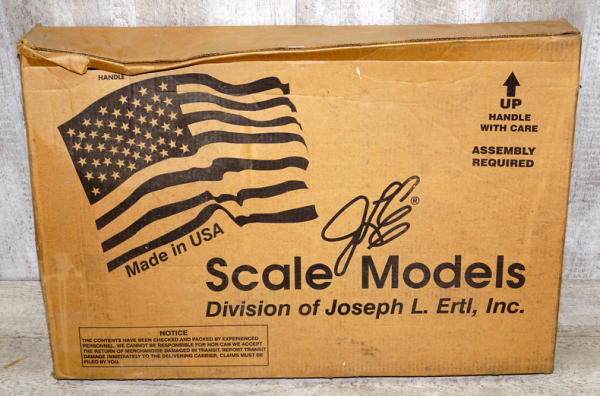 HANDLE
UP
HANDLE
WITH CARE
ASSEMBLY
REQUIRED
Made in USA
JLE®
Scale Models
Division of Joseph L. Ertl, Inc.
NOTICE
THE CONTENTS HAVE BEEN CHECKED AND PACKED BY EXPERIENCED
PERSONNEL. WE CANNOT BE RESPONSIBLE FOR NOR CAN WE ACCEPT
THE RETURN OF MERCHANDISE DAMAGED IN TRANSIT. REPORT TRANSIT
DAMAGE IMMEDIATELY TO THE DELIVERING CARRIER. CLAIMS MUST BE
FILED BY YOU.